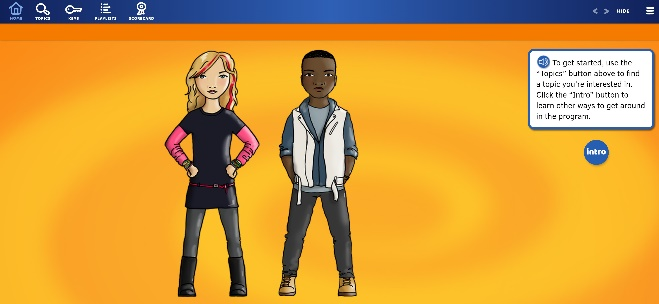 HOME TOPICS KEYS PLAYLISTS SCORECARD
HIDE
To get started, use the
"Topics" button above to find
a topic you're interested in.
Click the "Intro" button to
learn other ways to get around
in the program.
intro